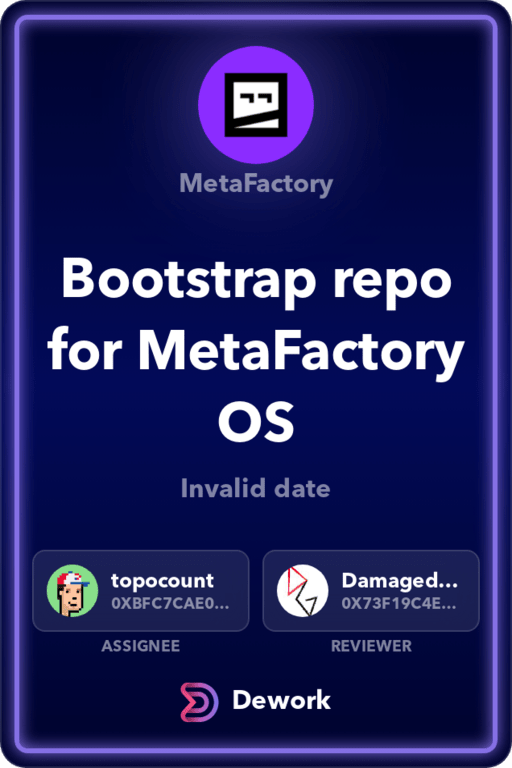 MetaFactory
Bootstrap repo
for MetaFactory
OS
Invalid date
topocount
0XBFC7CAE0...
ASSIGNEE
Damaged...
0X73F19C4E...
REVIEWER
Dework